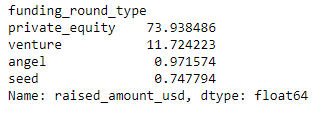 funding_round_type
private_equity    73.938486
venture           11.724223
angel              0.971574
seed               0.747794
Name: raised_amount_usd, dtype: float64